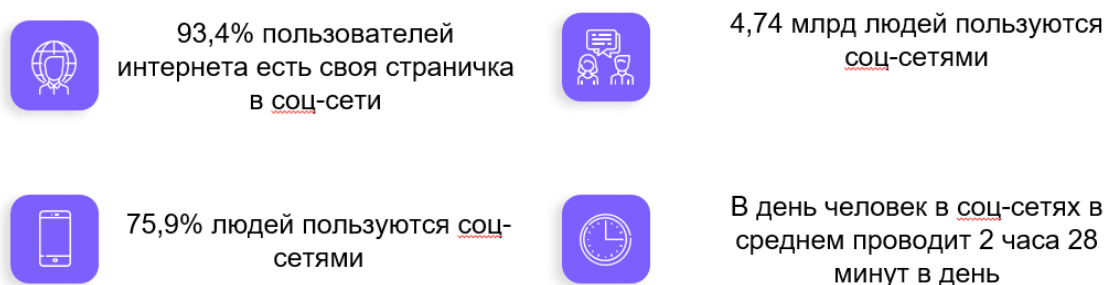 93,4% пользователей
интернета есть своя страничка
в соц-сети
4,74 млрд людей пользуются
соц-сетями
75,9% людей пользуются соц-
сетями
В день человек в соц-сетях в
среднем проводит 2 часа 28
минут в день